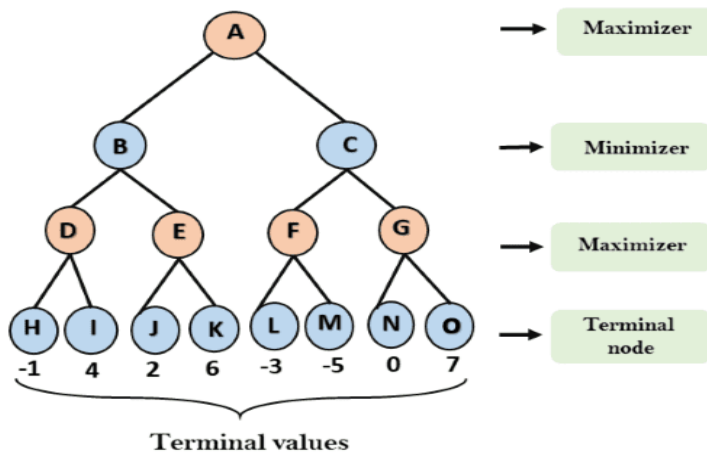 A
Maximizer
B C
Minimizer
D E F G
Maximizer
H I J K L M N O
Terminal
node
-1 4 2 6 -3 -5 0 7
Terminal values